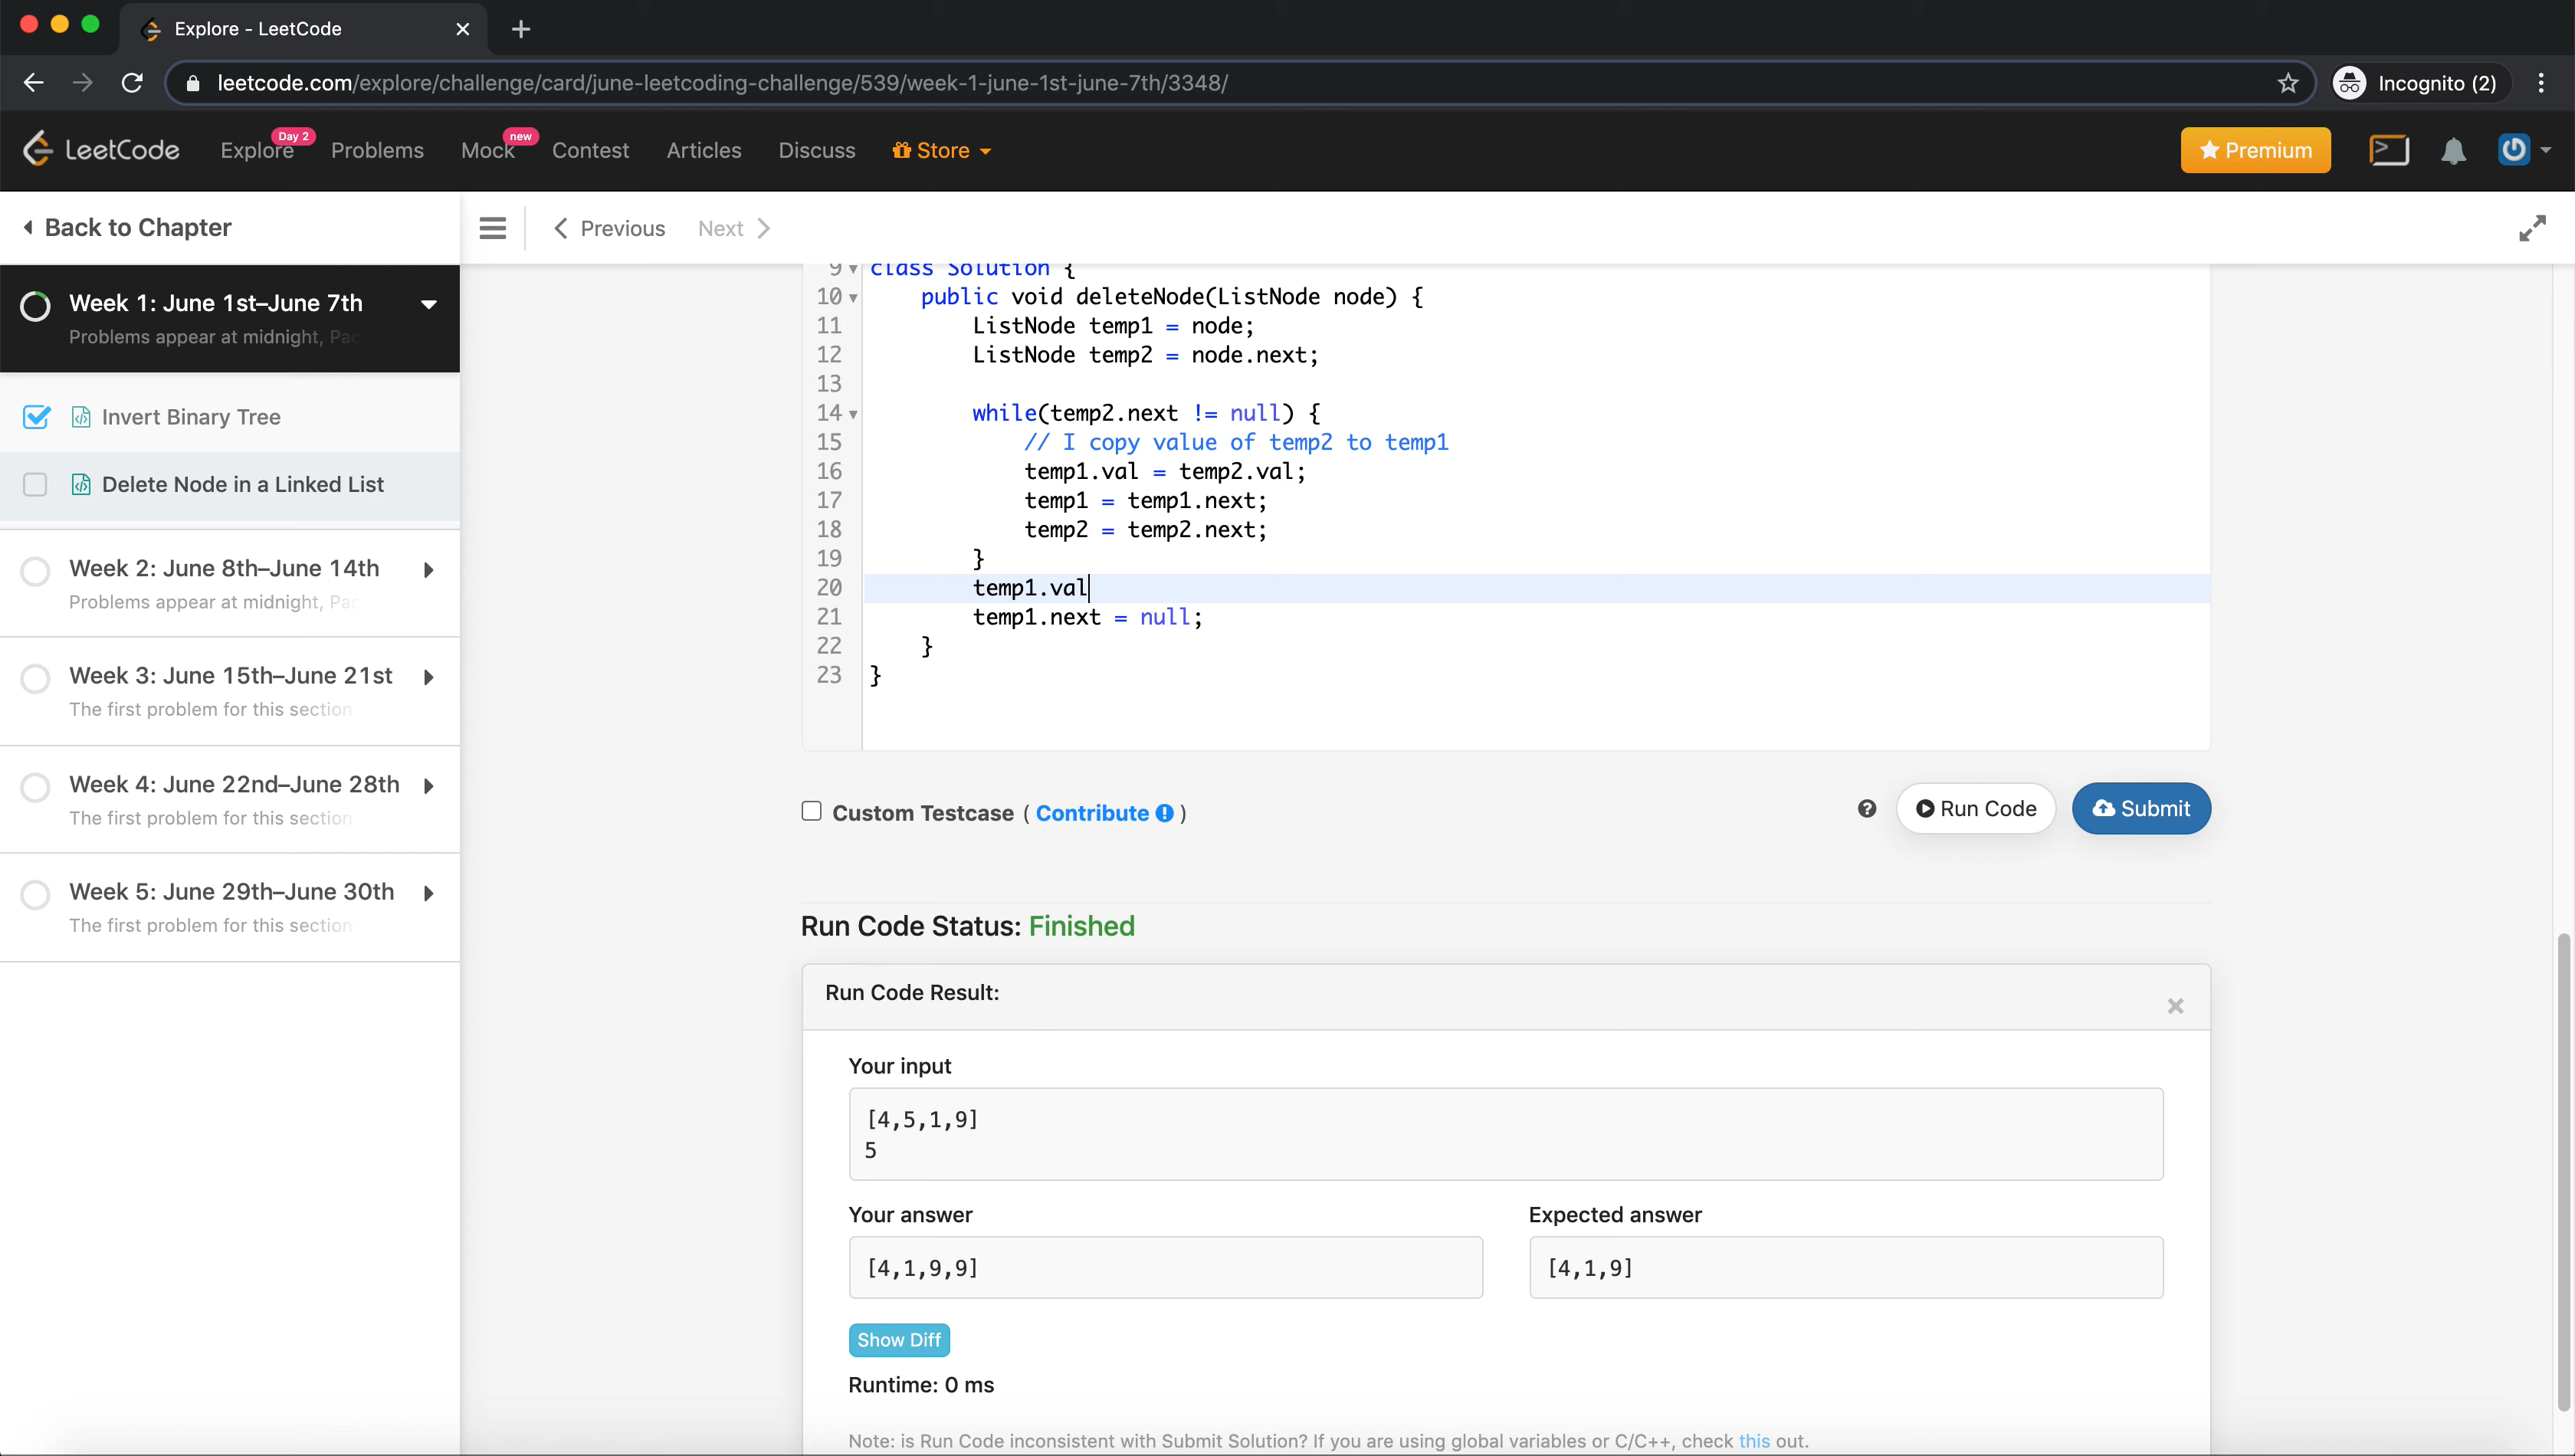 Explore - LeetCode
leetcode.com/explore/challenge/card/june-leetcoding-challenge/539/week-1-june-1st-june-7th/3348/
Incognito (2)
LeetCode
Explore
Day 2
Problems
Mock
new
Contest
Articles
Discuss
Store
Premium
Back to Chapter
Previous
Next
Week 1: June 1st–June 7th
Problems appear at midnight, Pac
Invert Binary Tree
Delete Node in a Linked List
Week 2: June 8th–June 14th
Problems appear at midnight, Pac
Week 3: June 15th–June 21st
The first problem for this section
Week 4: June 22nd–June 28th
The first problem for this section
Week 5: June 29th–June 30th
The first problem for this section
9 class Solution {
10 public void deleteNode(ListNode node) {
11 ListNode temp1 = node;
12 ListNode temp2 = node.next;
13
14 while(temp2.next != null) {
15 // I copy value of temp2 to temp1
16 temp1.val = temp2.val;
17 temp1 = temp1.next;
18 temp2 = temp2.next;
19 }
20 temp1.val
21 temp1.next = null;
22 }
23 }
Custom Testcase ( Contribute )
Run Code
Submit
Run Code Status: Finished
Run Code Result:
Your input
[4,5,1,9]
5
Your answer
Expected answer
[4,1,9,9]
[4,1,9]
Show Diff
Runtime: 0 ms
Note: is Run Code inconsistent with Submit Solution? If you are using global variables or C/C++, check this out.